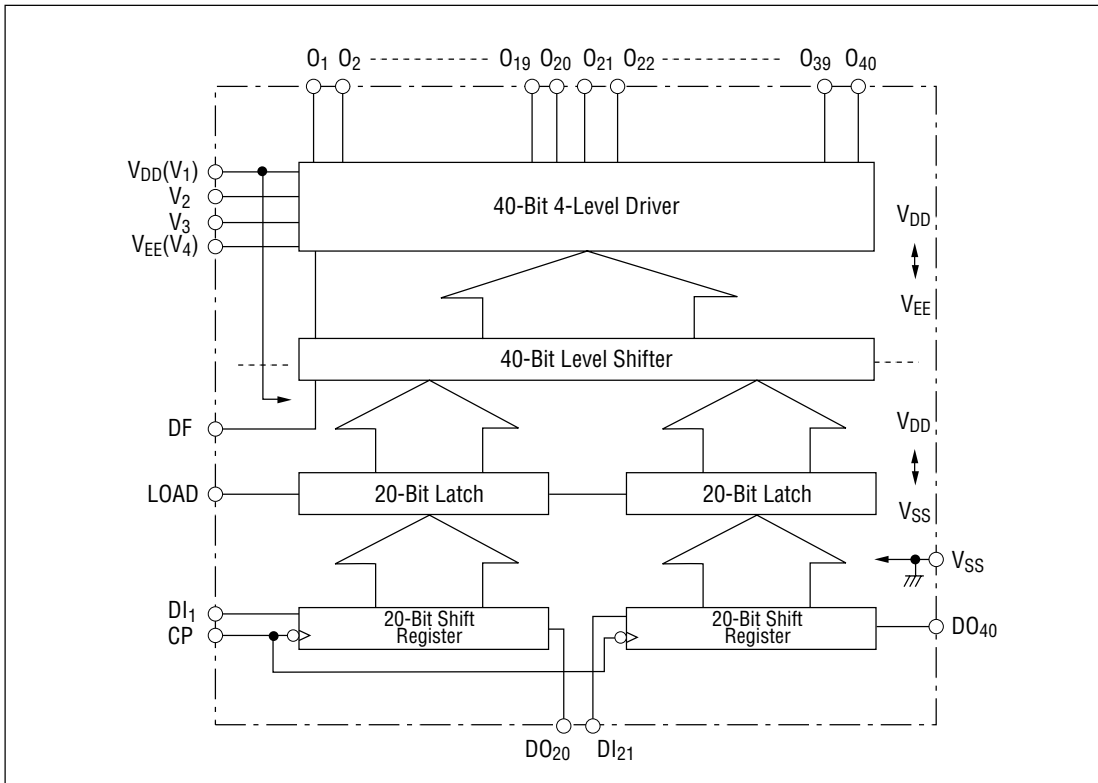 O1 O2 O19 O20 O21 O22 O39 O40
VDD(V1)
V2
V3
VEE(V4)
40-Bit 4-Level Driver
VDD
VEE
40-Bit Level Shifter
DF
VDD
LOAD
20-Bit Latch
20-Bit Latch
VSS
VSS
DI1
CP
20-Bit Shift
Register
20-Bit Shift
Register
DO40
DO20
DI21